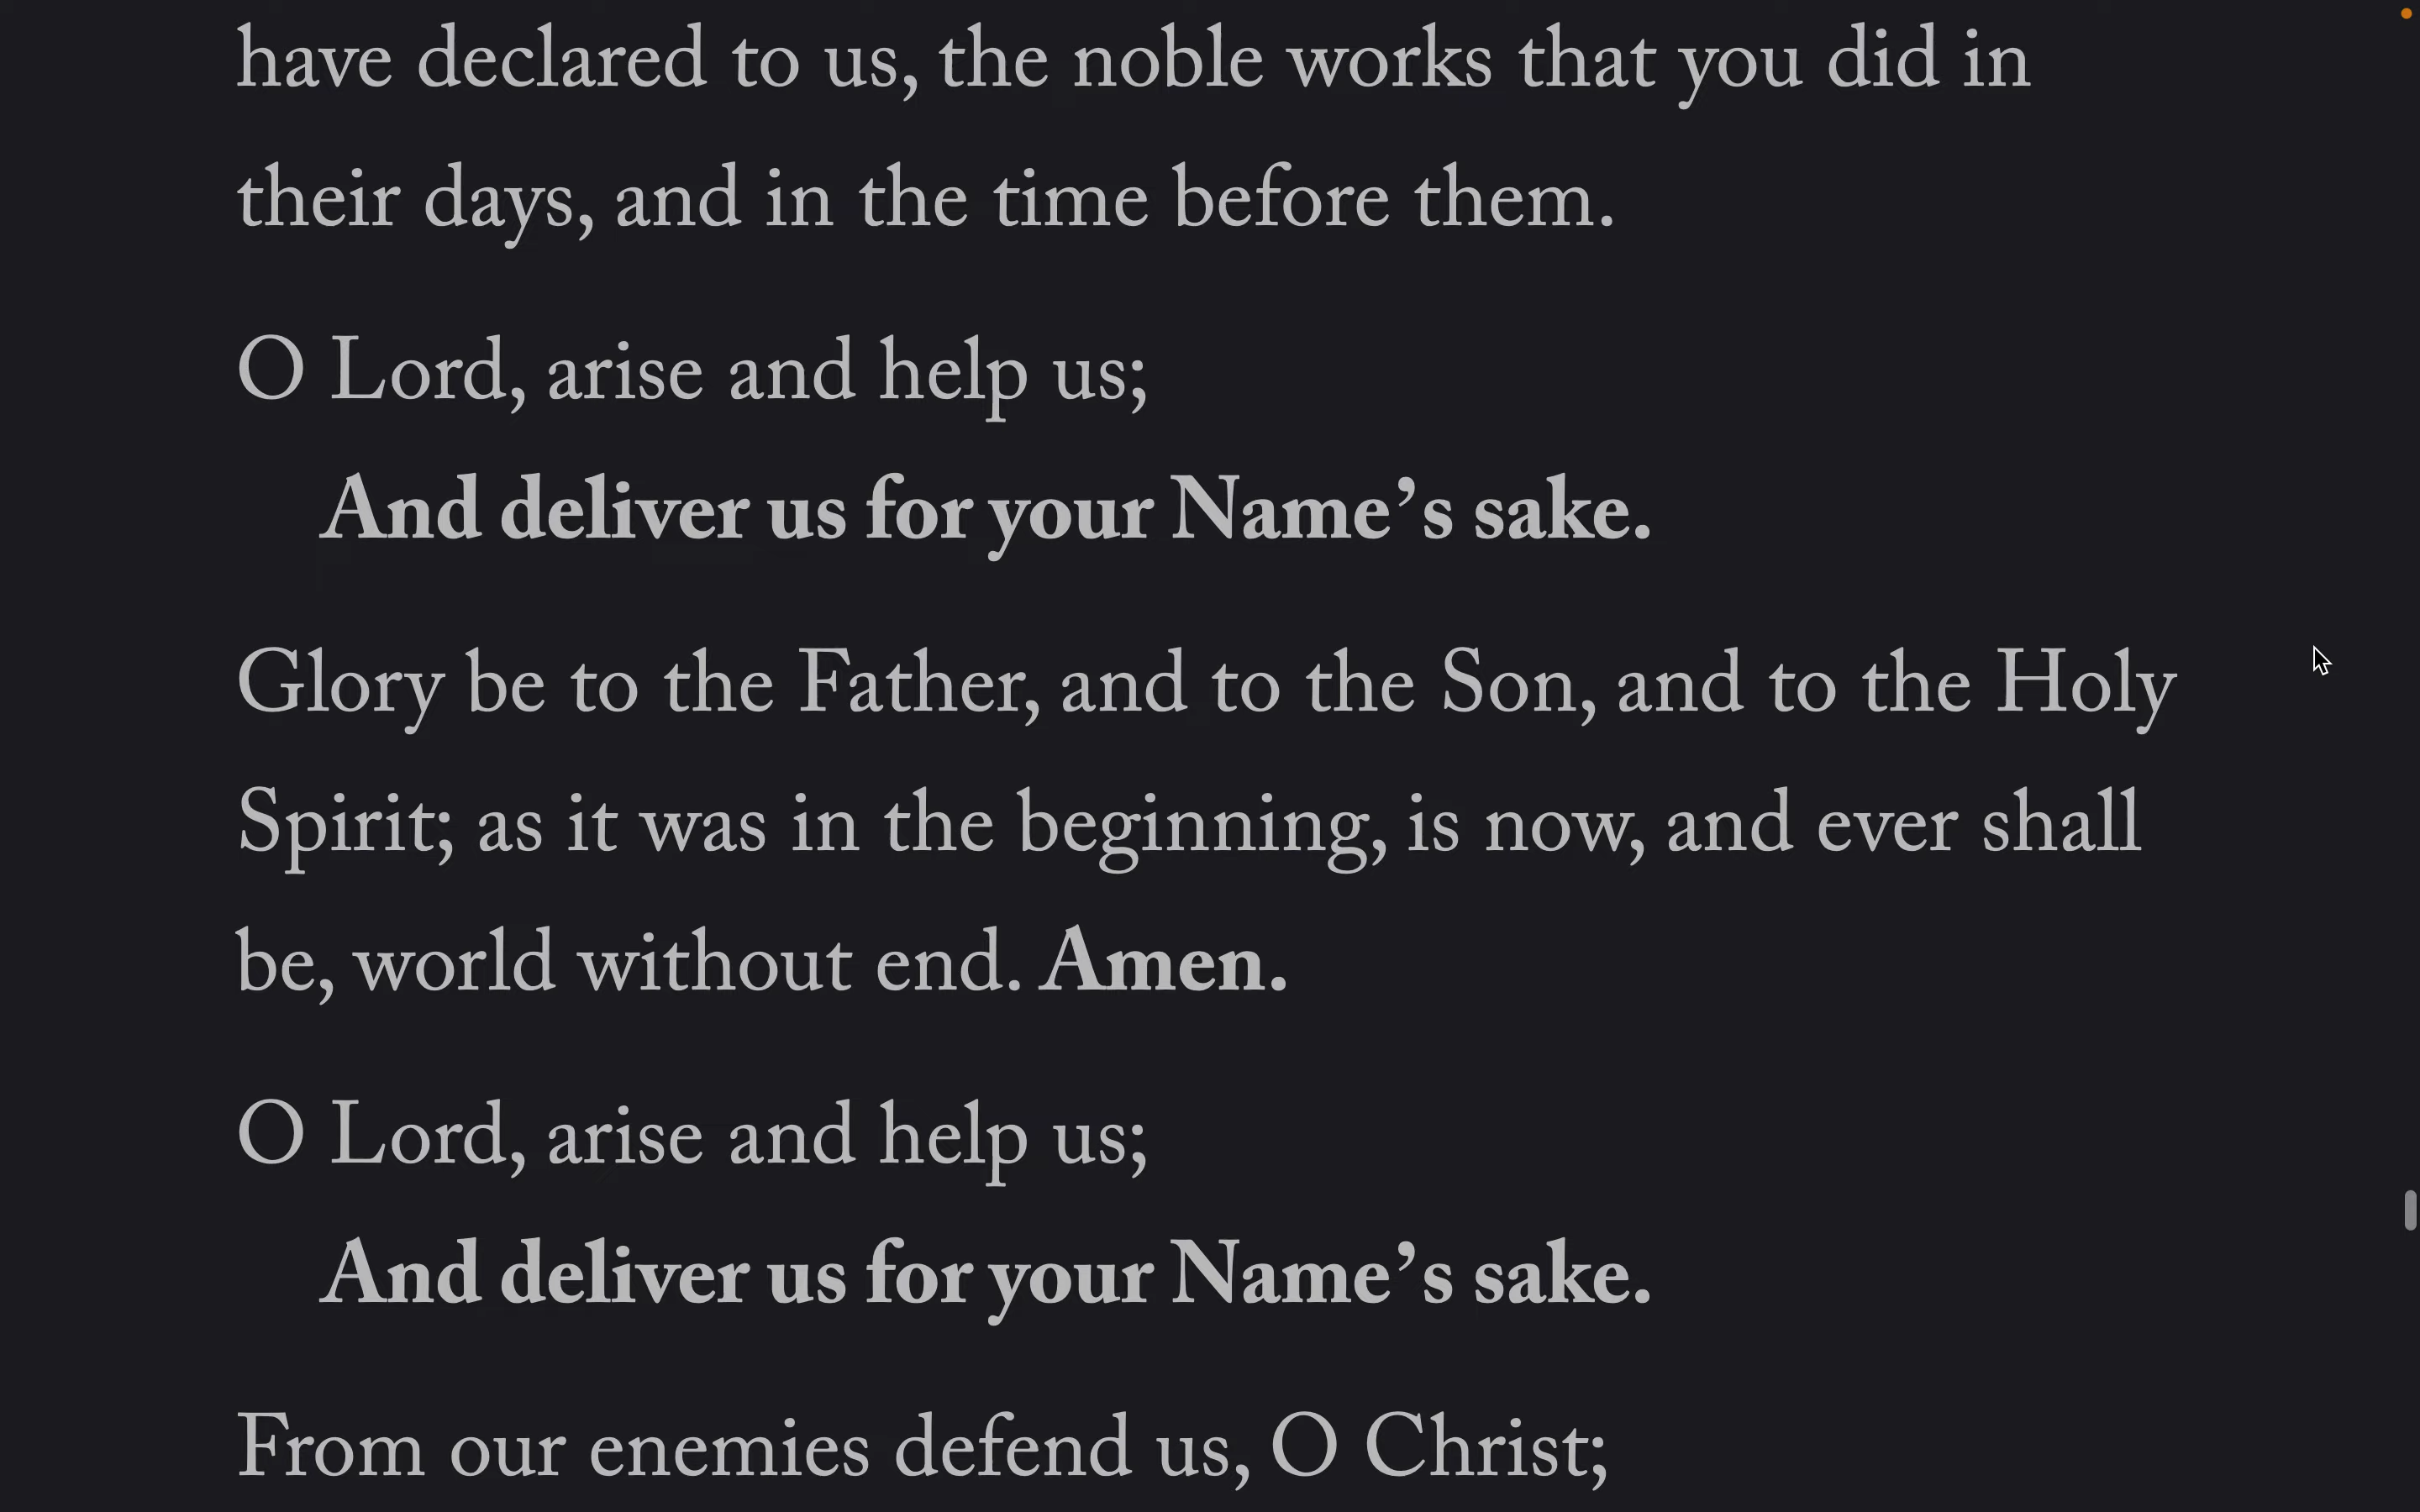 have declared to us, the noble works that you did in
their days, and in the time before them.
O Lord, arise and help us;
And deliver us for your Name’s sake.
Glory be to the Father, and to the Son, and to the Holy
Spirit; as it was in the beginning, is now, and ever shall
be, world without end. Amen.
O Lord, arise and help us;
And deliver us for your Name’s sake.
From our enemies defend us, O Christ;